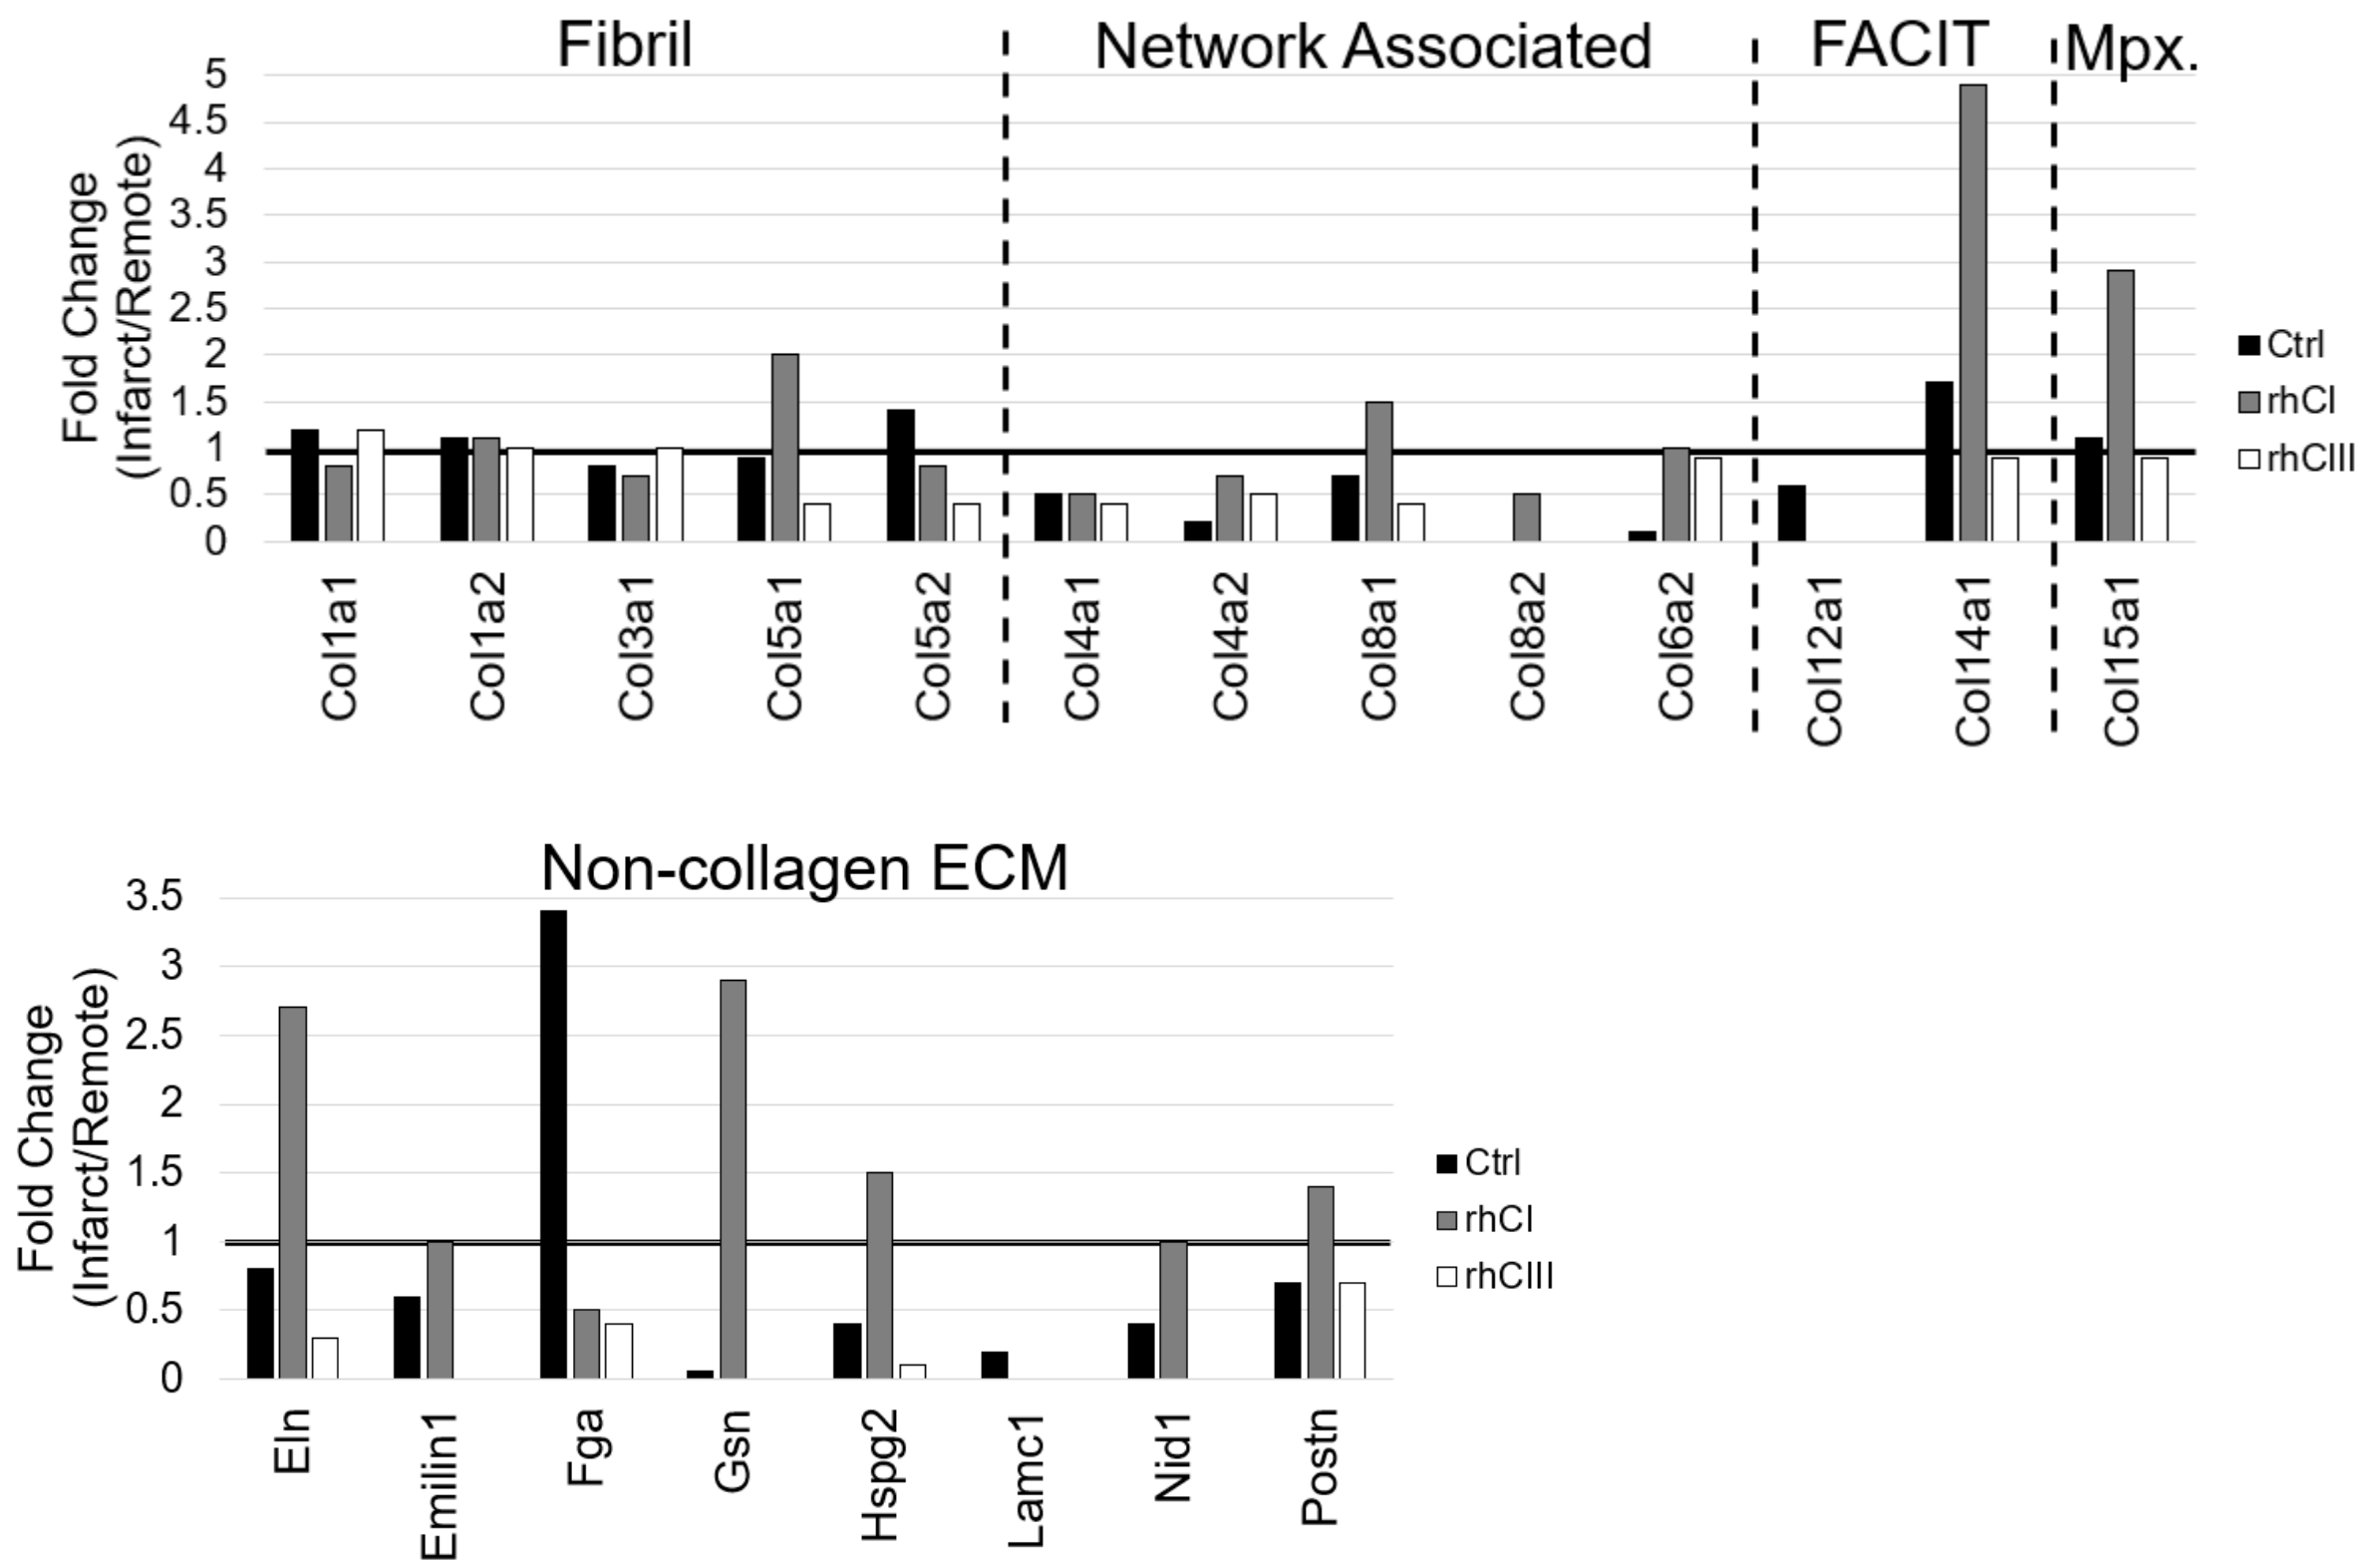 Fibril
Network Associated
FACIT
Mpx.
Fold Change
(Infarct/Remote)
5
4.5
4
3.5
3
2.5
2
1.5
1
0.5
0
Col1a1
Col1a2
Col3a1
Col5a1
Col5a2
Col4a1
Col4a2
Col8a1
Col8a2
Col6a2
Col12a1
Col14a1
Col15a1
Ctrl
rhCI
rhCIII
Non-collagen ECM
Fold Change
(Infarct/Remote)
3.5
3
2.5
2
1.5
1
0.5
0
Eln
Emilin1
Fga
Gsn
Hspg2
Lamc1
Nid1
Postn
Ctrl
rhCI
rhCIII